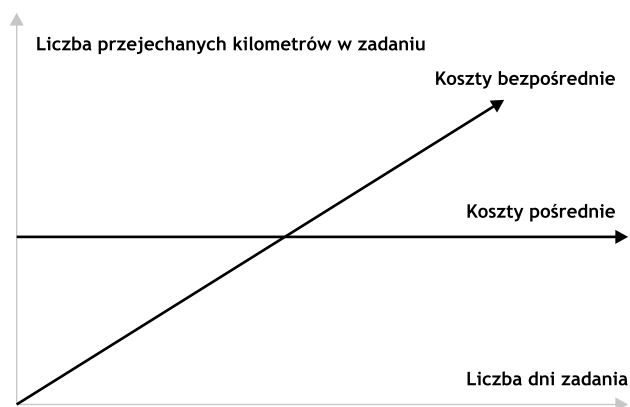 Liczba przejechanych kilometrów w zadaniu
Koszty bezpośrednie
Koszty pośrednie
Liczba dni zadania